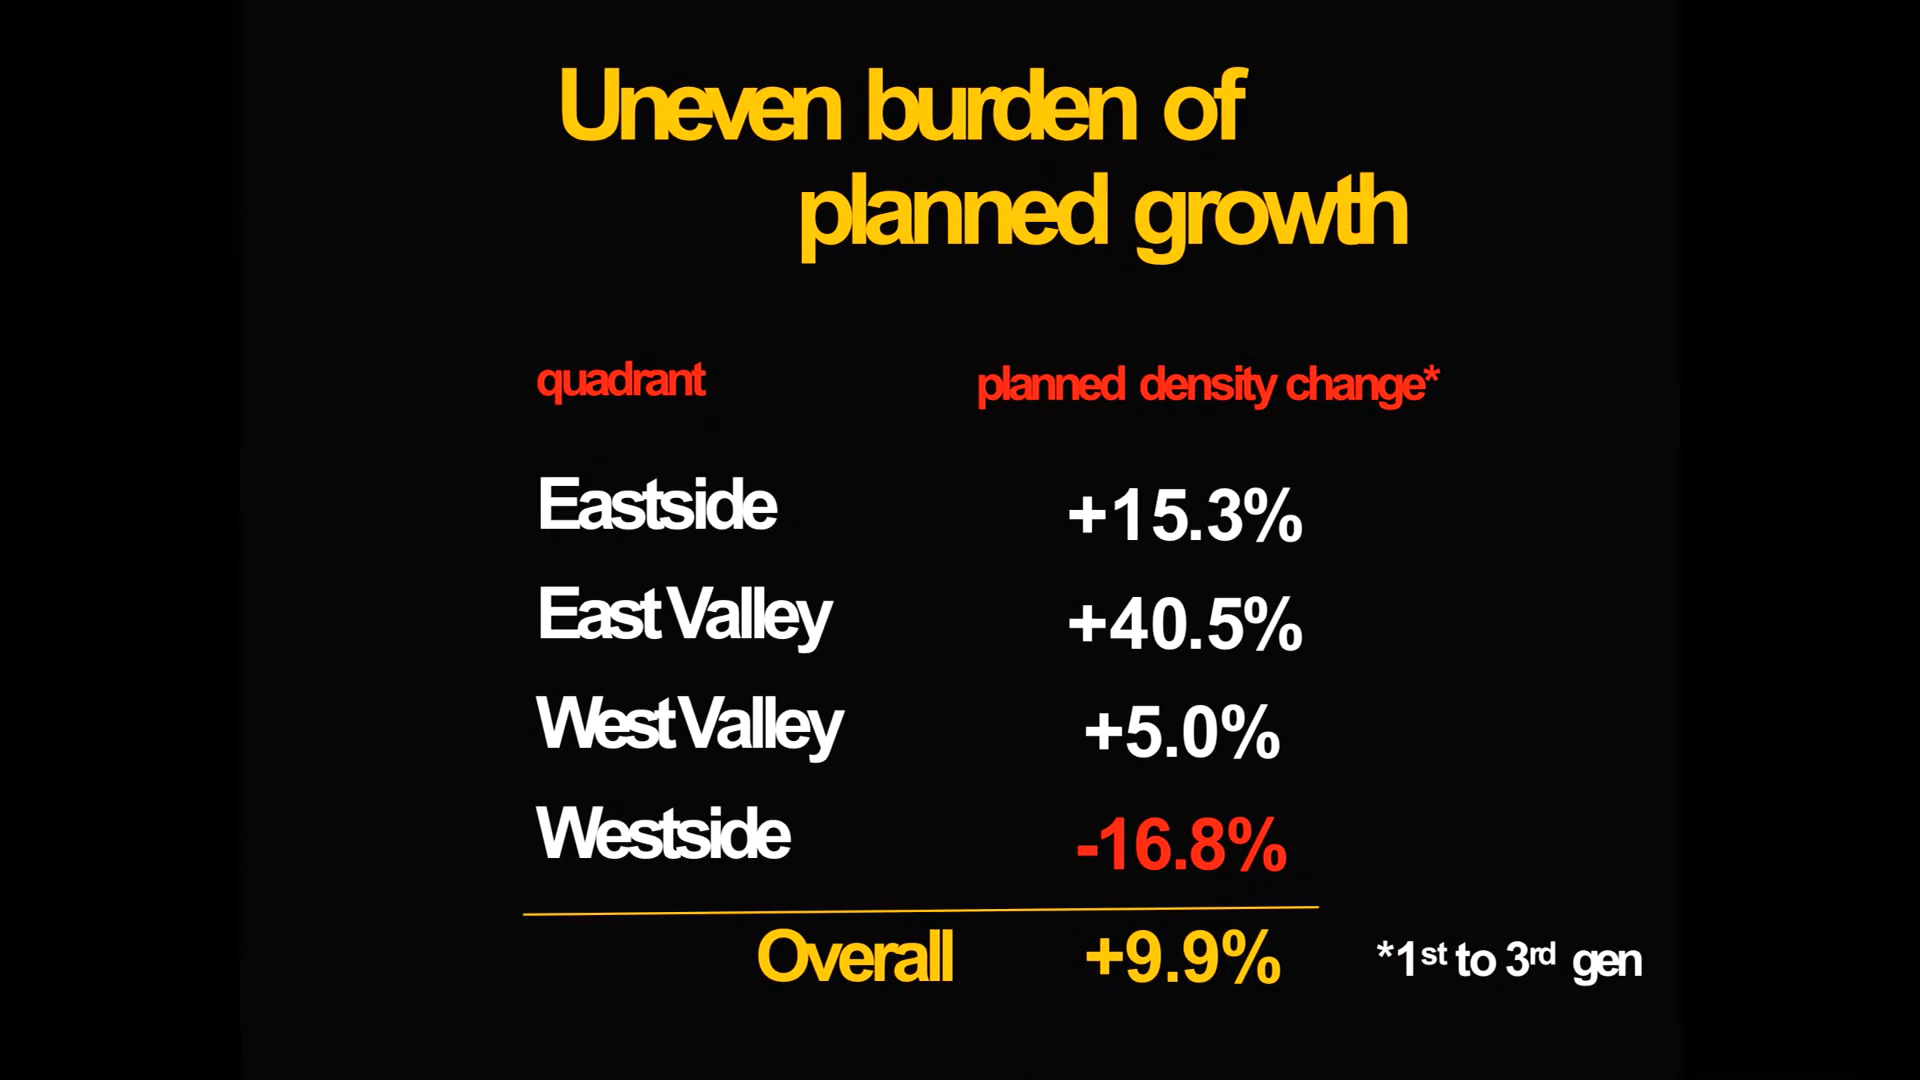 Uneven burden of
planned growth
quadrant planned density change*
Eastside +15.3%
East Valley +40.5%
West Valley +5.0%
Westside -16.8%
Overall +9.9% *1st to 3rd gen